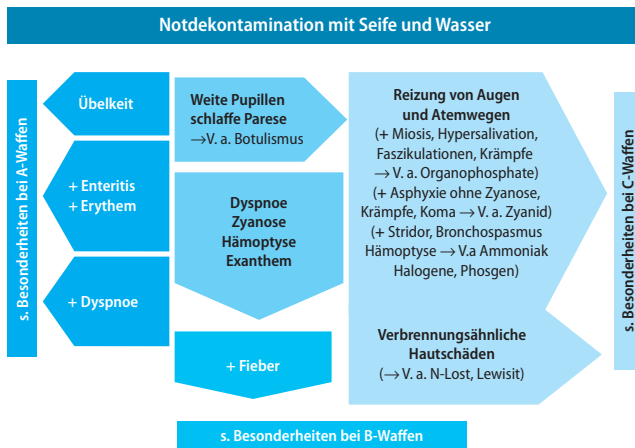 Notdekontamination mit Seife und Wasser
s. Besonderheiten bei A-Waffen
Übelkeit
+ Enteritis
+ Erythem
+ Dyspnoe
Weite Pupillen
schlaffe Parese
→V. a. Botulismus
Dyspnoe
Zyanose
Hämoptyse
Exanthem
+ Fieber
Reizung von Augen
und Atemwegen
(+ Miosis, Hypersalivation,
Faszikulationen, Krämpfe
→ V. a. Organophosphate)
(+ Asphyxie ohne Zyanose,
Krämpfe, Koma → V. a. Zyanid)
(+ Stridor, Bronchospasmus
Hämoptyse → V.a Ammoniak
Halogene, Phosgen)
Verbrennungsähnliche
Hautschäden
(→ V. a. N-Lost, Lewisit)
s. Besonderheiten bei C-Waffen
s. Besonderheiten bei B-Waffen